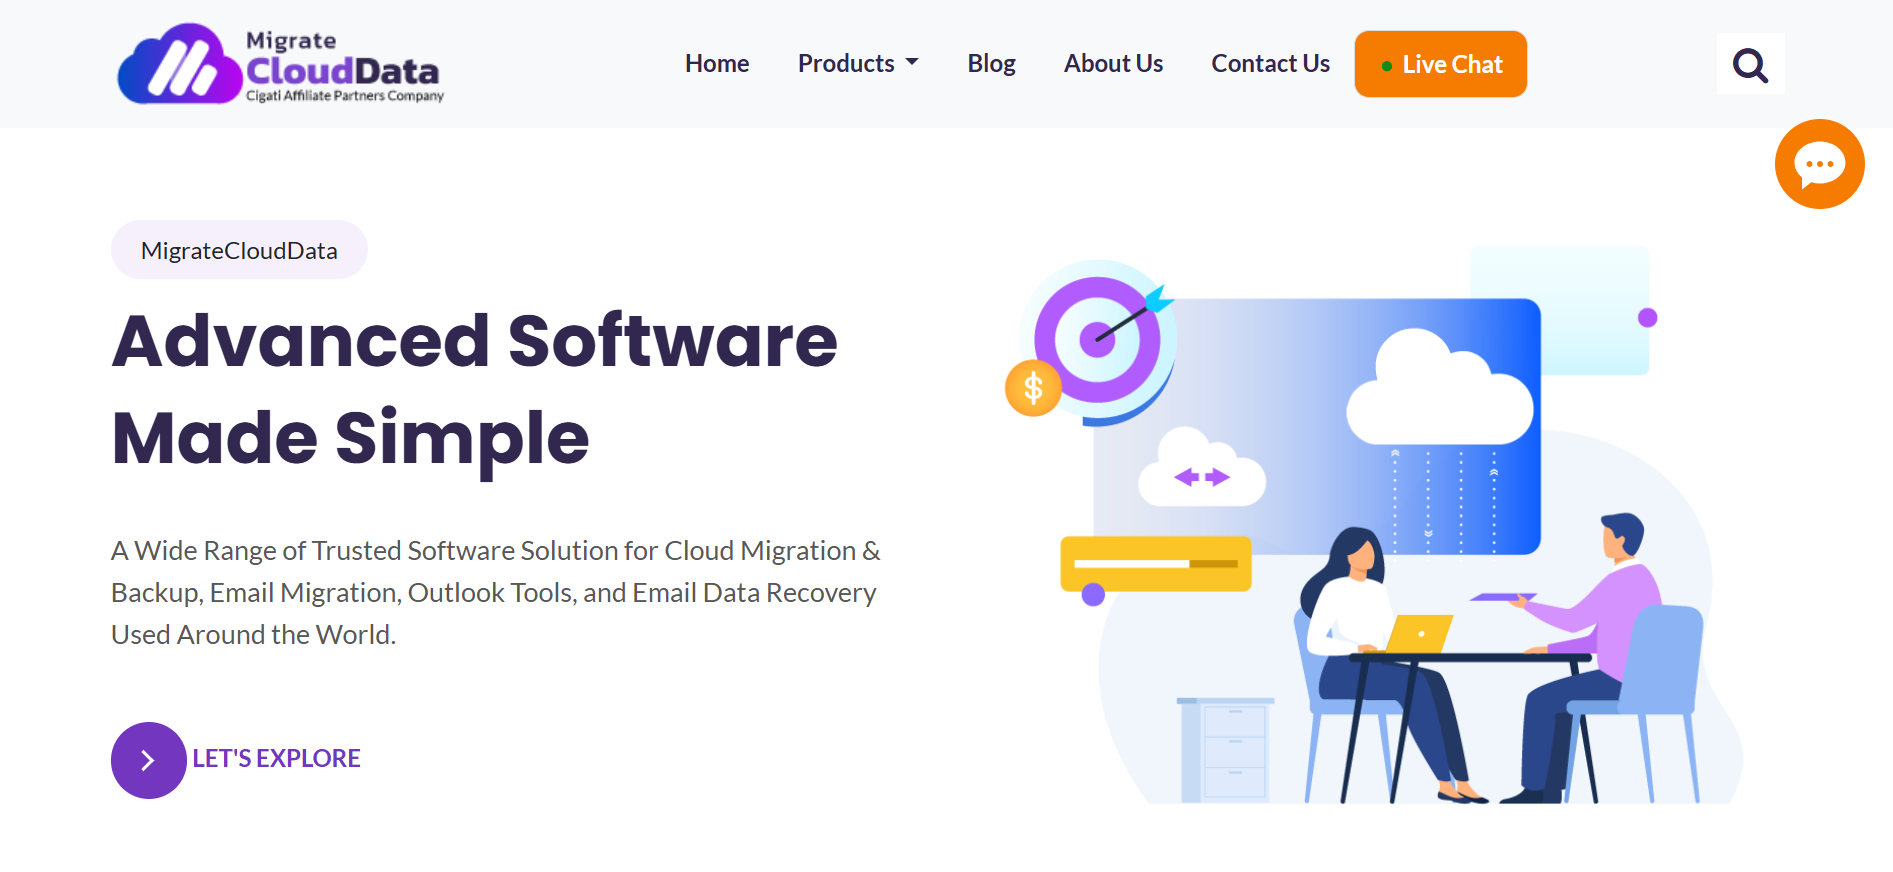 Migrate
CloudData
Cigati Affiliate Partners Company
Home Products Blog About Us Contact Us Live Chat
MigrateCloudData
Advanced Software
Made Simple
A Wide Range of Trusted Software Solution for Cloud Migration &
Backup, Email Migration, Outlook Tools, and Email Data Recovery
Used Around the World.
LET'S EXPLORE
$